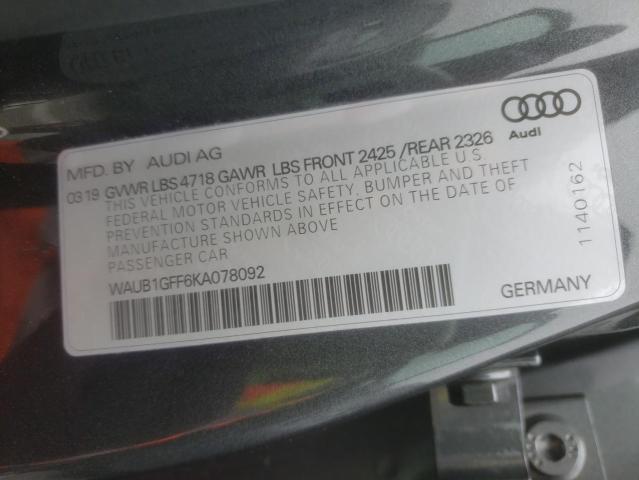 MFD. BY AUDI AG
03 19 GVWR LBS 4718 GAWR LBS FRONT 2425 /REAR 2326
THIS VEHICLE CONFORMS TO ALL APPLICABLE U.S.
FEDERAL MOTOR VEHICLE SAFETY, BUMPER AND THEFT
PREVENTION STANDARDS IN EFFECT ON THE DATE OF
MANUFACTURE SHOWN ABOVE
PASSENGER CAR
WAUB1GFF6KA078092
Audi
1140162
GERMANY